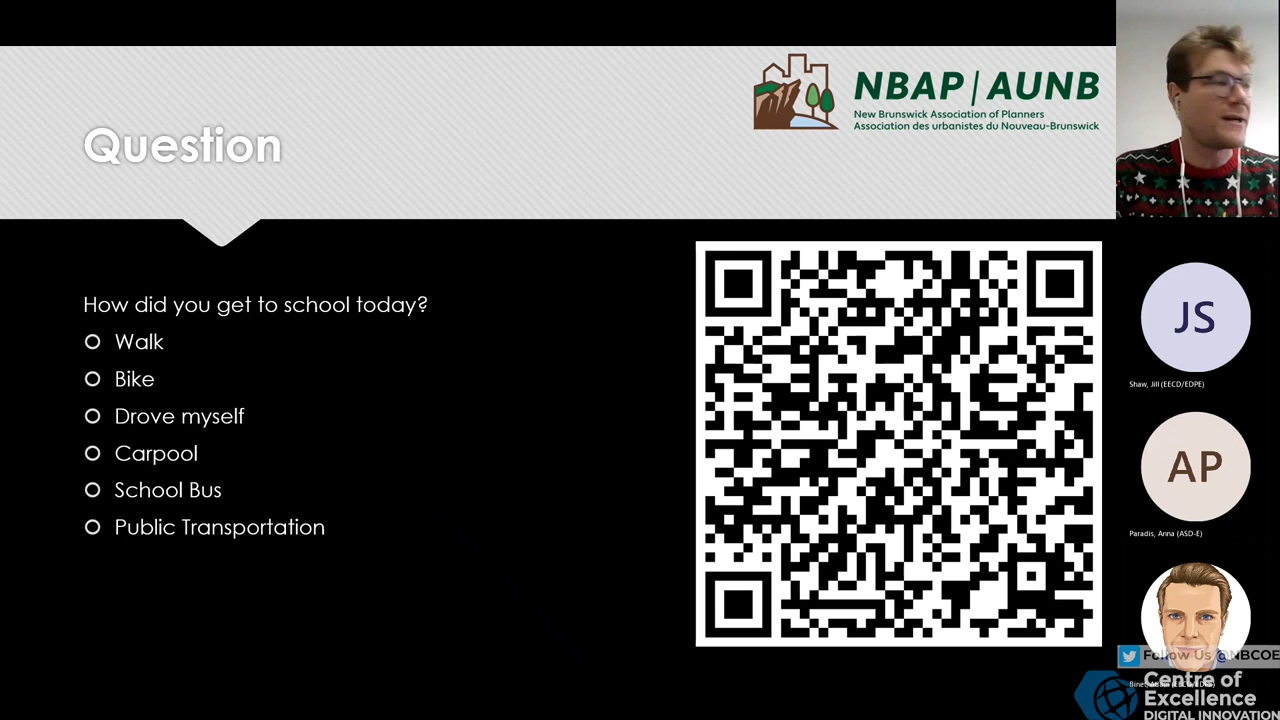 NBAP | AUNB
New Brunswick Association of Planners
Association des urbanistes du Nouveau-Brunswick
Question
How did you get to school today?
Walk
Bike
Drove myself
Carpool
School Bus
Public Transportation
JS
Shaw, Jill (EECD/EDPE)
AP
Paradis, Anna (ASD-E)
Follow Us @NBCOE
Centre of
Excellence
DIGITAL INNOVATION